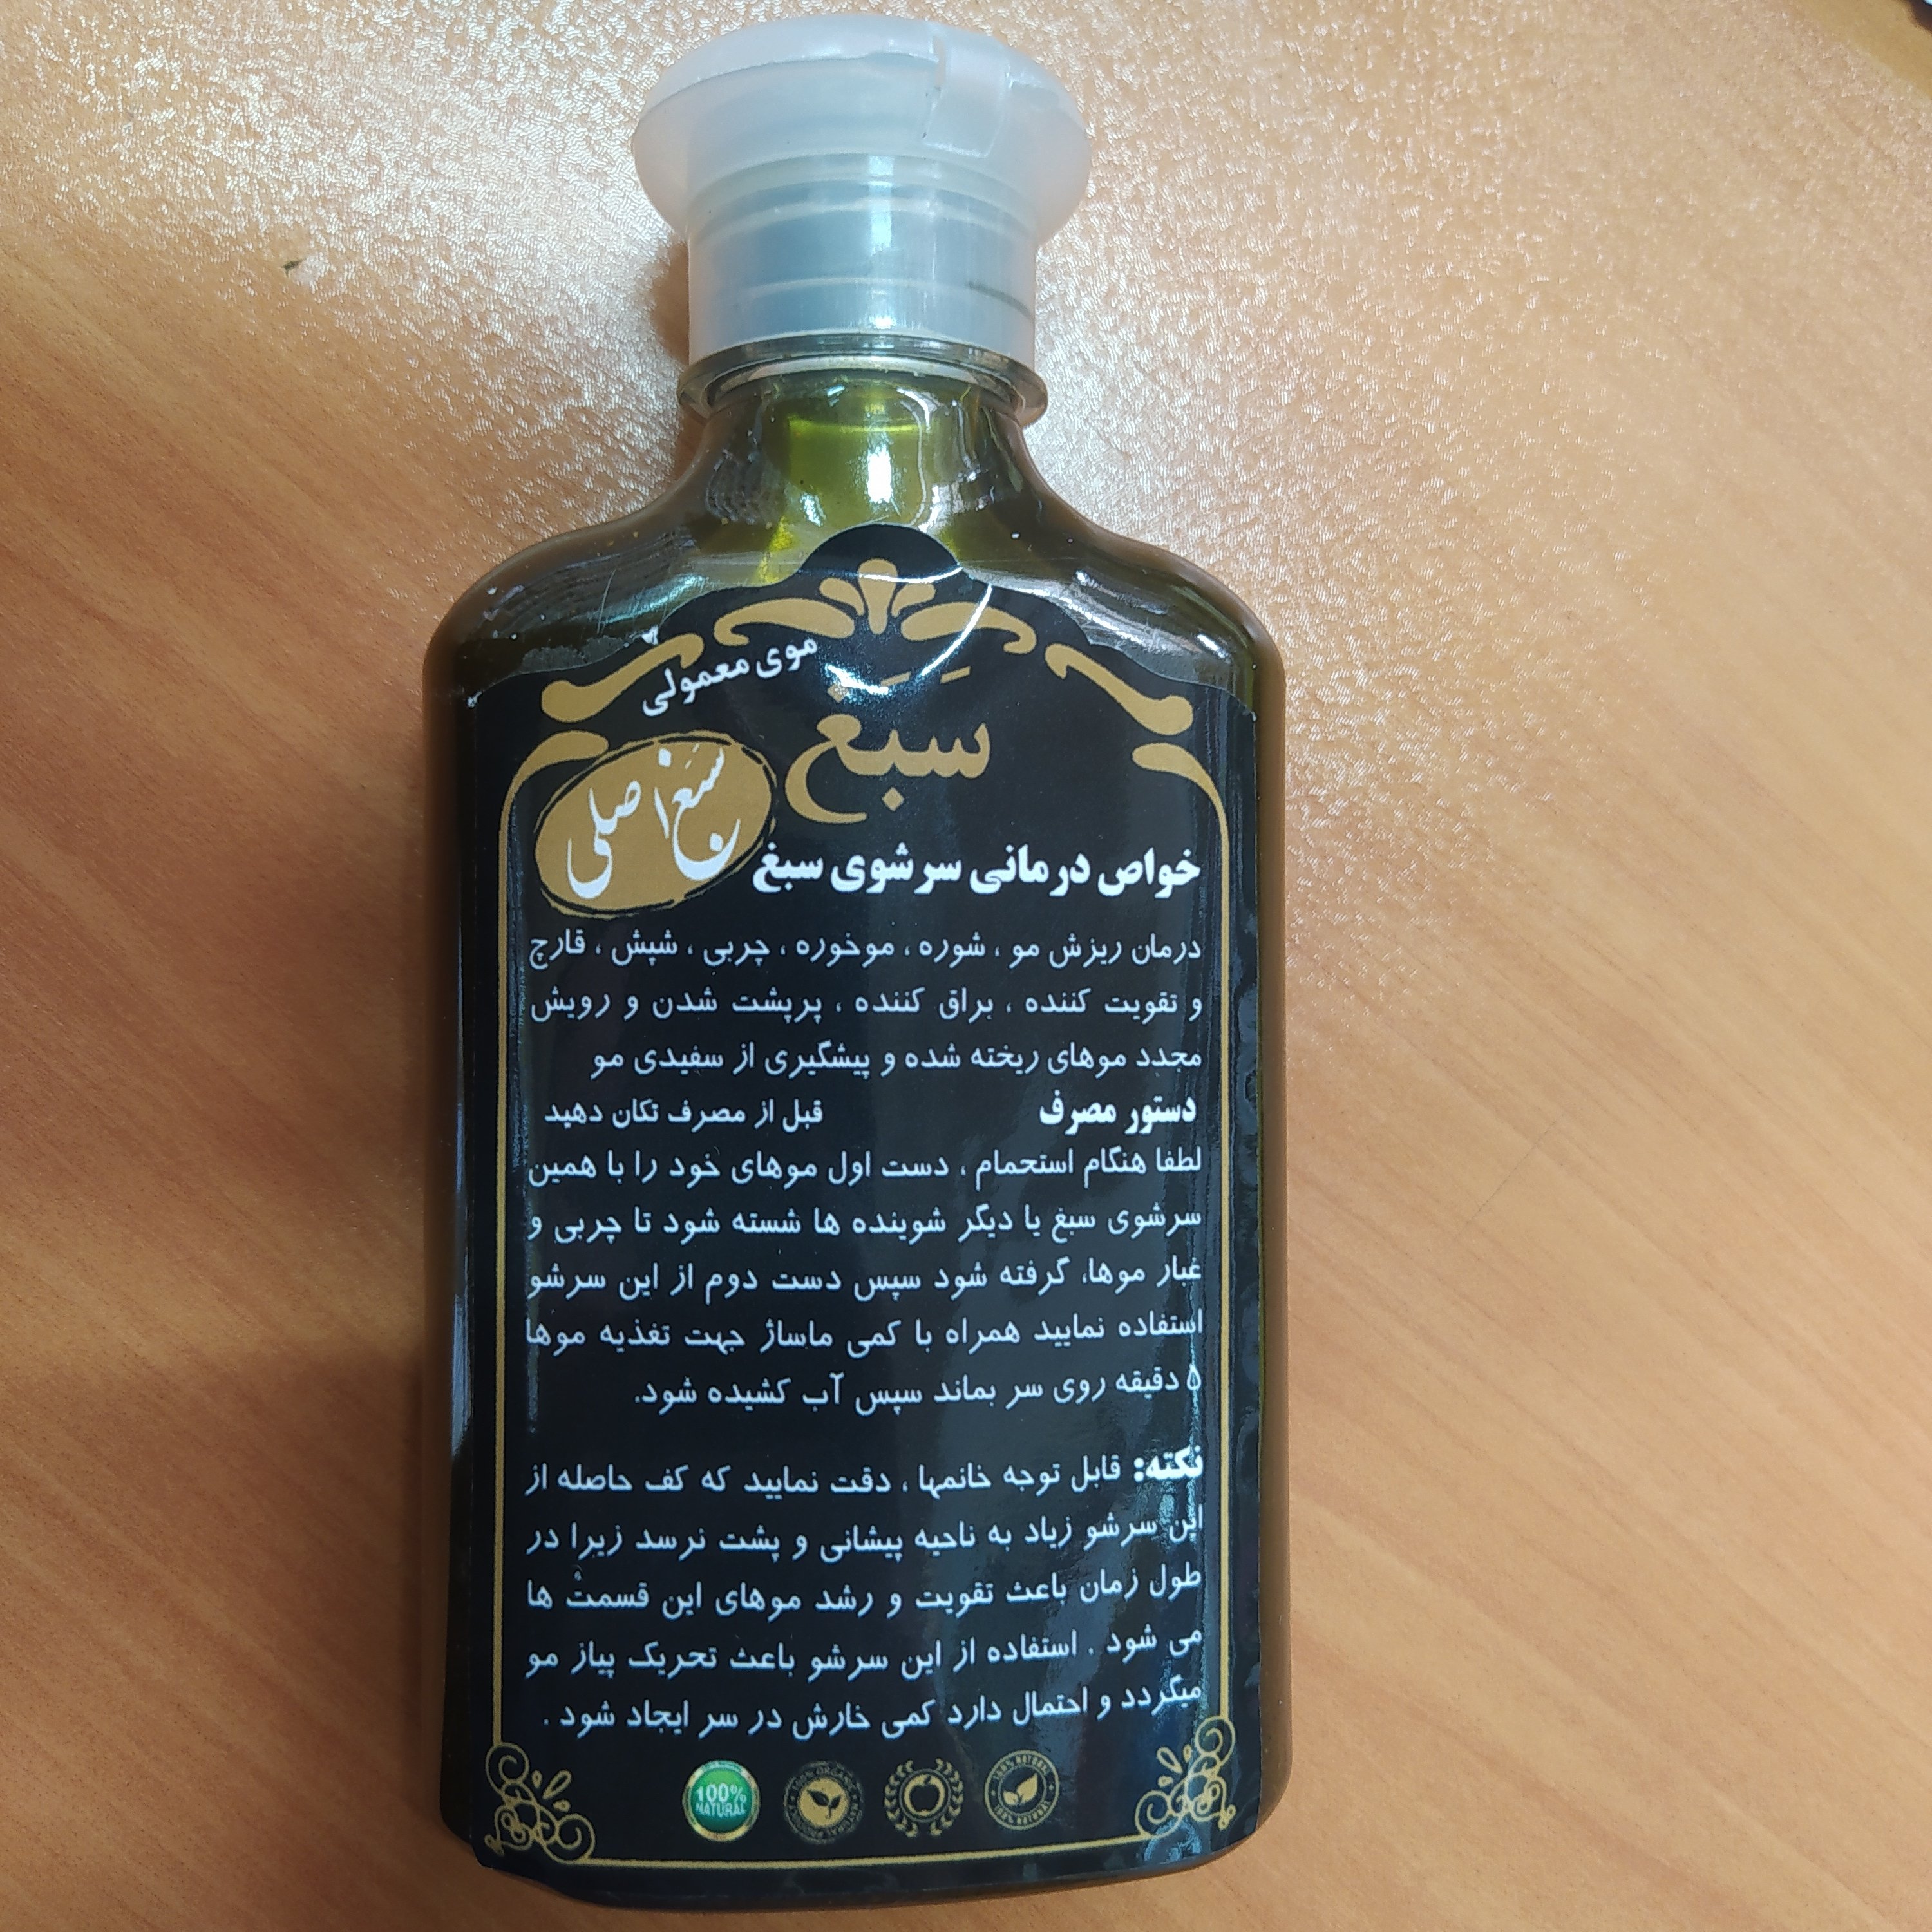 موی معمولی
سَبَغ
سَبَغ اصلی
خواص درمانی سرشوی سبغ
درمان ریزش مو ، شوره ، موخوره ، چربی ، شپش ، قارچ
و تقویت کننده ، براق کننده ، پرپشت شدن و رویش
مجدد موهای ریخته شده و پیشگیری از سفیدی مو
دستور مصرف قبل از مصرف تکان دهید
لطفا هنگام استحمام ، دست اول موهای خود را با همین
سرشوی سبغ یا دیگر شوینده ها شسته شود تا چربی و
غبار موها، گرفته شود سپس دست دوم از این سرشو
استفاده نمایید همراه با کمی ماساژ جهت تغذیه موها
۵ دقیقه روی سر بماند سپس آب کشیده شود.
نکته: قابل توجه خانمها ، دقت نمایید که کف حاصله از
این سرشو زیاد به ناحیه پیشانی و پشت نرسد زیرا در
طول زمان باعث تقویت و رشد موهای این قسمت ها
می شود . استفاده از این سرشو باعث تحریک پیاز مو
میگردد و احتمال دارد کمی خارش در سر ایجاد شود .
100% NATURAL
100% ORGANIC NATURAL PRODUCT
100% NATURAL